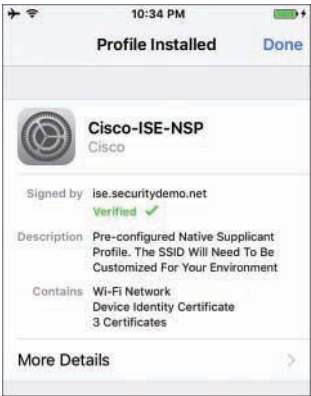 10:34 PM
Profile Installed
Done
Cisco-ISE-NSP
Cisco
Signed by ise.securitydemo.net
Verified ✓
Description Pre-configured Native Supplicant
Profile. The SSID Will Need To Be
Customized For Your Environment
Contains Wi-Fi Network
Device Identity Certificate
3 Certificates
More Details